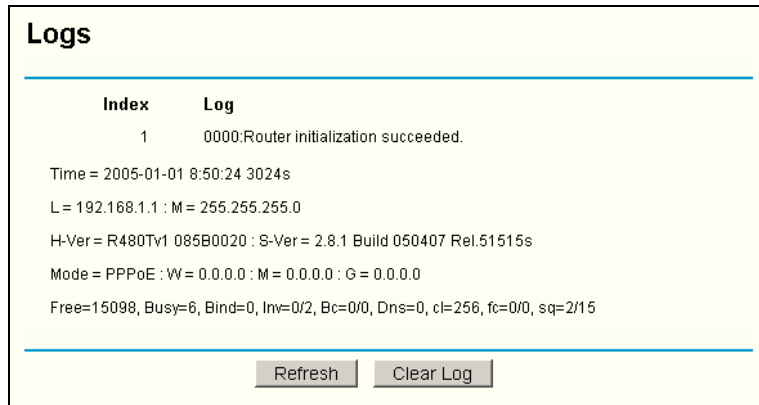 Logs
Index Log
1 0000:Router initialization succeeded.
Time = 2005-01-01 8:50:24 3024s
L = 192.168.1.1 : M = 255.255.255.0
H-Ver = R480Tv1 085B0020 : S-Ver = 2.8.1 Build 050407 Rel.51515s
Mode = PPPoE : W = 0.0.0.0 : M = 0.0.0.0 : G = 0.0.0.0
Free=15098, Busy=6, Bind=0, Inv=0/2, Bc=0/0, Dns=0, cl=256, fc=0/0, sq=2/15
Refresh Clear Log